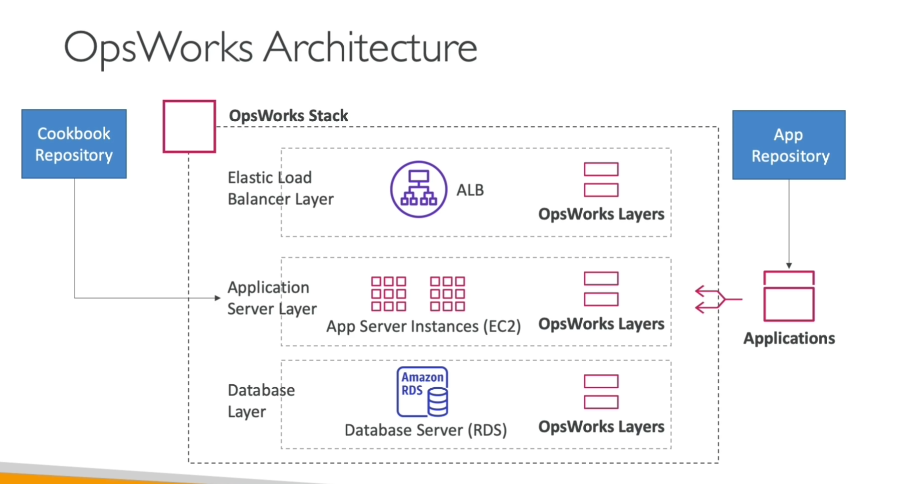 OpsWorks Architecture
Cookbook
Repository
OpsWorks Stack
App
Repository
Elastic Load
Balancer Layer
ALB
OpsWorks Layers
Application
Server Layer
App Server Instances (EC2)
OpsWorks Layers
Applications
Database
Layer
Amazon
RDS
Database Server (RDS)
OpsWorks Layers